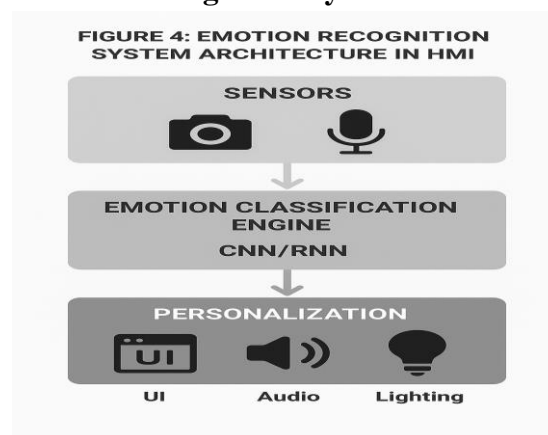 FIGURE 4: EMOTION RECOGNITION
SYSTEM ARCHITECTURE IN HMI
SENSORS
EMOTION CLASSIFICATION
ENGINE
CNN/RNN
PERSONALIZATION
UI
UI Audio Lighting